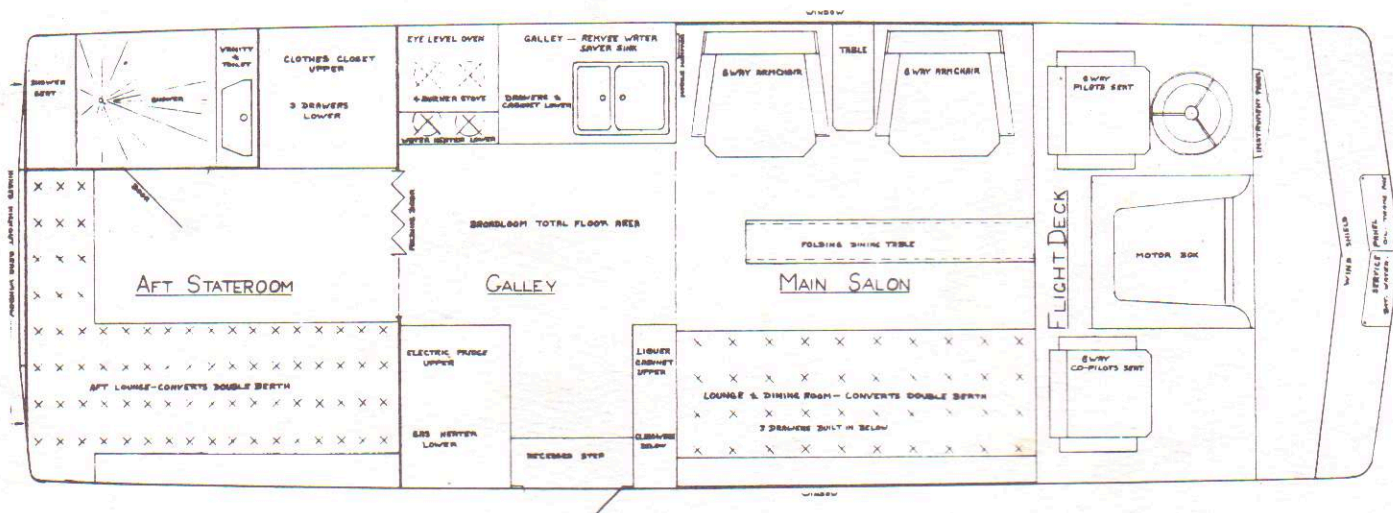 WINDOW
SHOWER
SEAT
SHOWER
VANITY
&
TOILET
CLOTHES CLOSET
UPPER
3 DRAWERS
LOWER
EYE LEVEL OVEN
4 BURNER STOVE
WATER HEATER LOWER
GALLEY — REMVEE WATER
SAVER SINK
DRAWERS &
CABINET LOWER
6 WAY ARMCHAIR
TABLE
6 WAY ARMCHAIR
6 WAY
PILOTS SEAT
INSTRUMENT PANEL
DOOR
FOLDING DOOR
BROADLOOM TOTAL FLOOR AREA
FOLDING DINING TABLE
AFT STATEROOM
GALLEY
MAIN SALON
FLIGHT DECK
MOTOR BOX
WIND SHIELD
SERVICE PANEL
ELECTRIC FRIDGE
UPPER
GAS HEATER
LOWER
LIQUER
CABINET
UPPER
BELOW
RECESSED STEP
AFT LOUNGE – CONVERTS DOUBLE BERTH
LOUNGE & DINING ROOM – CONVERTS DOUBLE BERTH
3 DRAWERS BUILT IN BELOW
6 WAY
CO-PILOTS SEAT
WINDOW